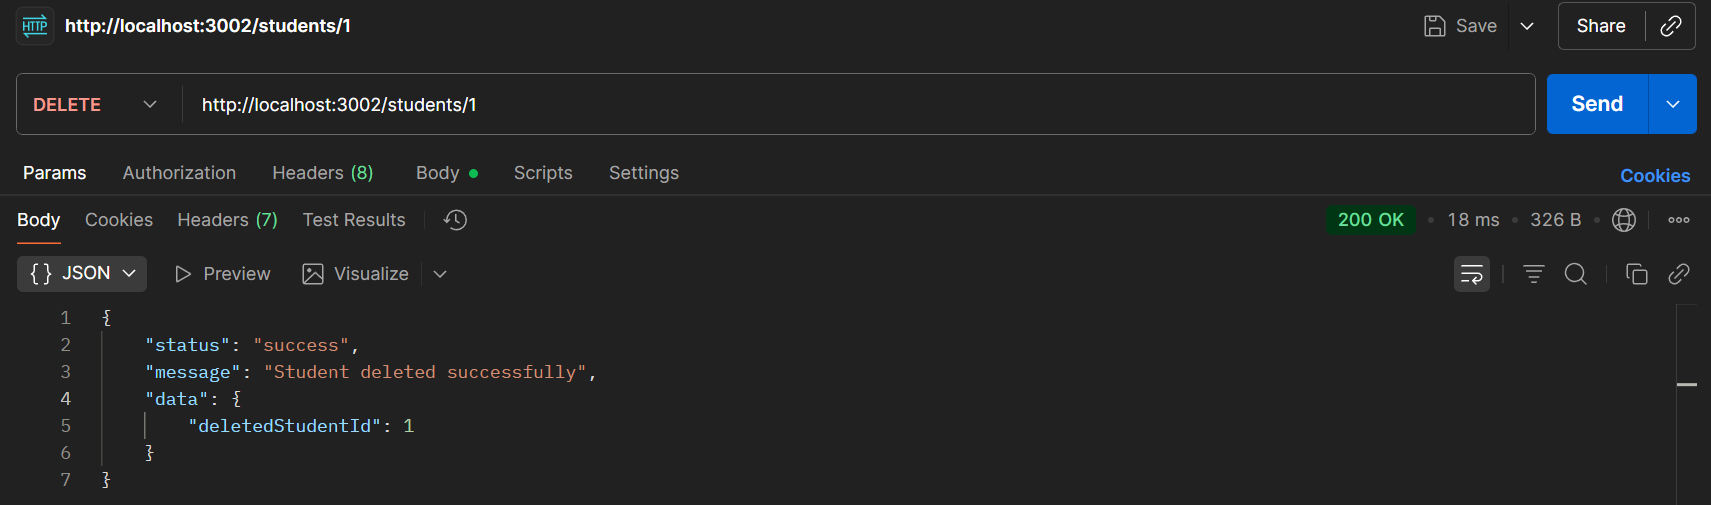 HTTP http://localhost:3002/students/1 Save Share
DELETE http://localhost:3002/students/1 Send
Params Authorization Headers (8) Body Scripts Settings Cookies
Body Cookies Headers (7) Test Results 200 OK • 18 ms • 326 B •
{} JSON Preview Visualize
1 {
2 "status": "success",
3 "message": "Student deleted successfully",
4 "data": {
5 "deletedStudentId": 1
6 }
7 }